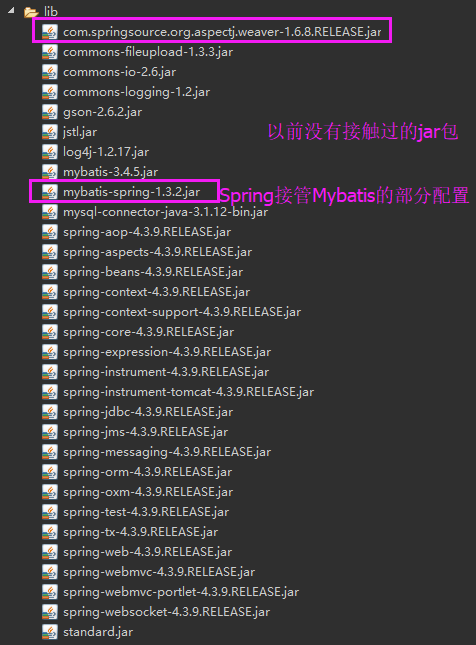 lib
com.springsource.org.aspectj.weaver-1.6.8.RELEASE.jar
commons-fileupload-1.3.3.jar
commons-io-2.6.jar
commons-logging-1.2.jar
gson-2.6.2.jar
jstl.jar
以前没有接触过的jar包
log4j-1.2.17.jar
mybatis-3.4.5.jar
mybatis-spring-1.3.2.jar
Spring接管Mybatis的部分配置
mysql-connector-java-3.1.12-bin.jar
spring-aop-4.3.9.RELEASE.jar
spring-aspects-4.3.9.RELEASE.jar
spring-beans-4.3.9.RELEASE.jar
spring-context-4.3.9.RELEASE.jar
spring-context-support-4.3.9.RELEASE.jar
spring-core-4.3.9.RELEASE.jar
spring-expression-4.3.9.RELEASE.jar
spring-instrument-4.3.9.RELEASE.jar
spring-instrument-tomcat-4.3.9.RELEASE.jar
spring-jdbc-4.3.9.RELEASE.jar
spring-jms-4.3.9.RELEASE.jar
spring-messaging-4.3.9.RELEASE.jar
spring-orm-4.3.9.RELEASE.jar
spring-oxm-4.3.9.RELEASE.jar
spring-test-4.3.9.RELEASE.jar
spring-tx-4.3.9.RELEASE.jar
spring-web-4.3.9.RELEASE.jar
spring-webmvc-4.3.9.RELEASE.jar
spring-webmvc-portlet-4.3.9.RELEASE.jar
spring-websocket-4.3.9.RELEASE.jar
standard.jar